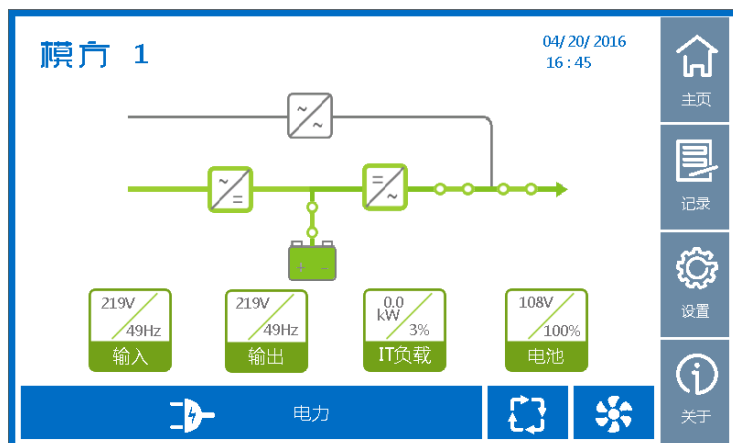 模方 1
04/20/2016
16:45
主页
记录
设置
关于
219V
49Hz
输入
219V
49Hz
输出
0.0
kW
3%
IT负载
108V
100%
电池
电力